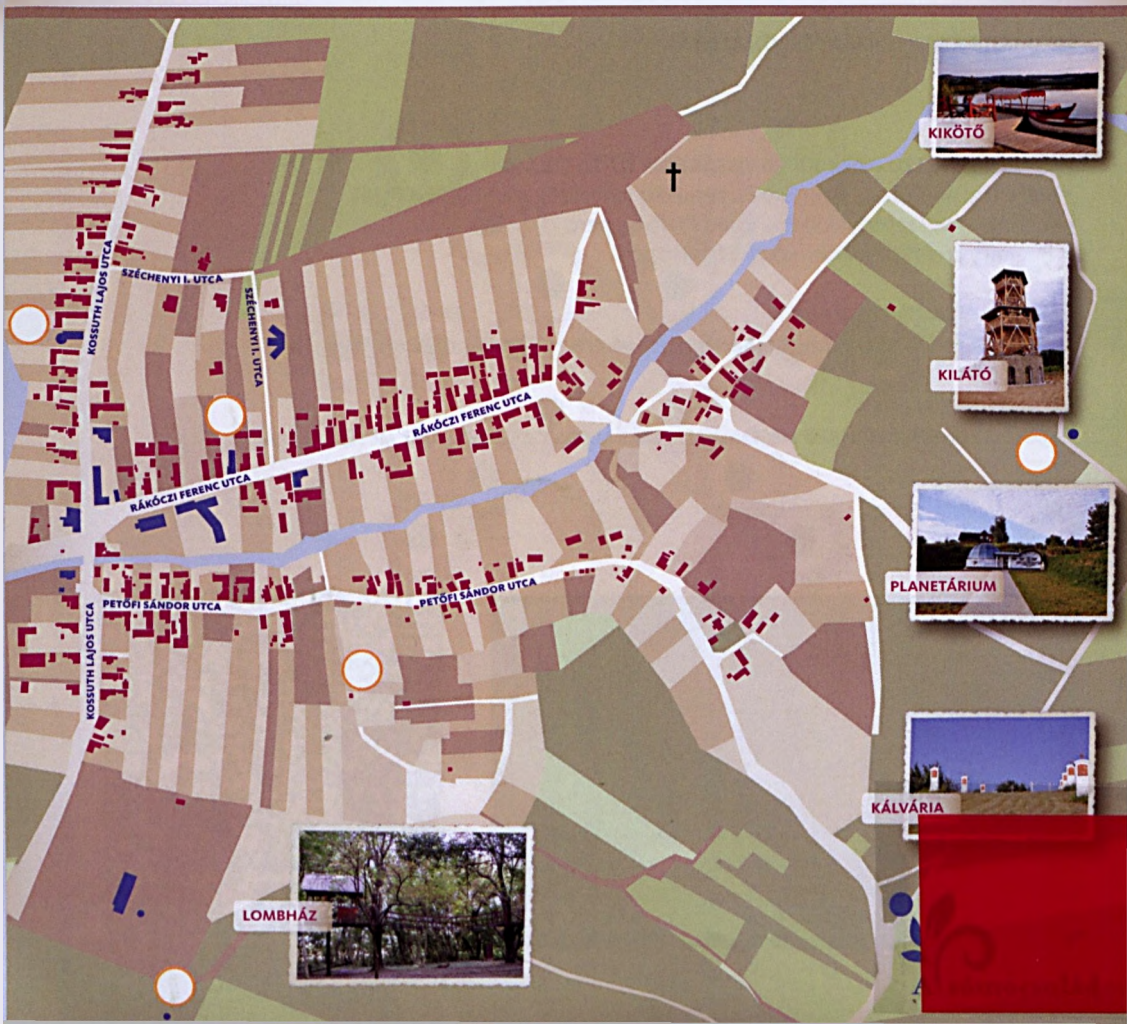 KIKÖTŐ
KOSSUTH LAJOS UTCA
SZÉCHENYI I. UTCA
SZÉCHENYI I. UTCA
KILÁTÓ
RÁKÓCZI FERENC UTCA
RÁKÓCZI FERENC UTCA
PLANETÁRIUM
PETŐFI SÁNDOR UTCA
PETŐFI SÁNDOR UTCA
KOSSUTH LAJOS UTCA
KÁLVÁRIA
LOMBHÁZ